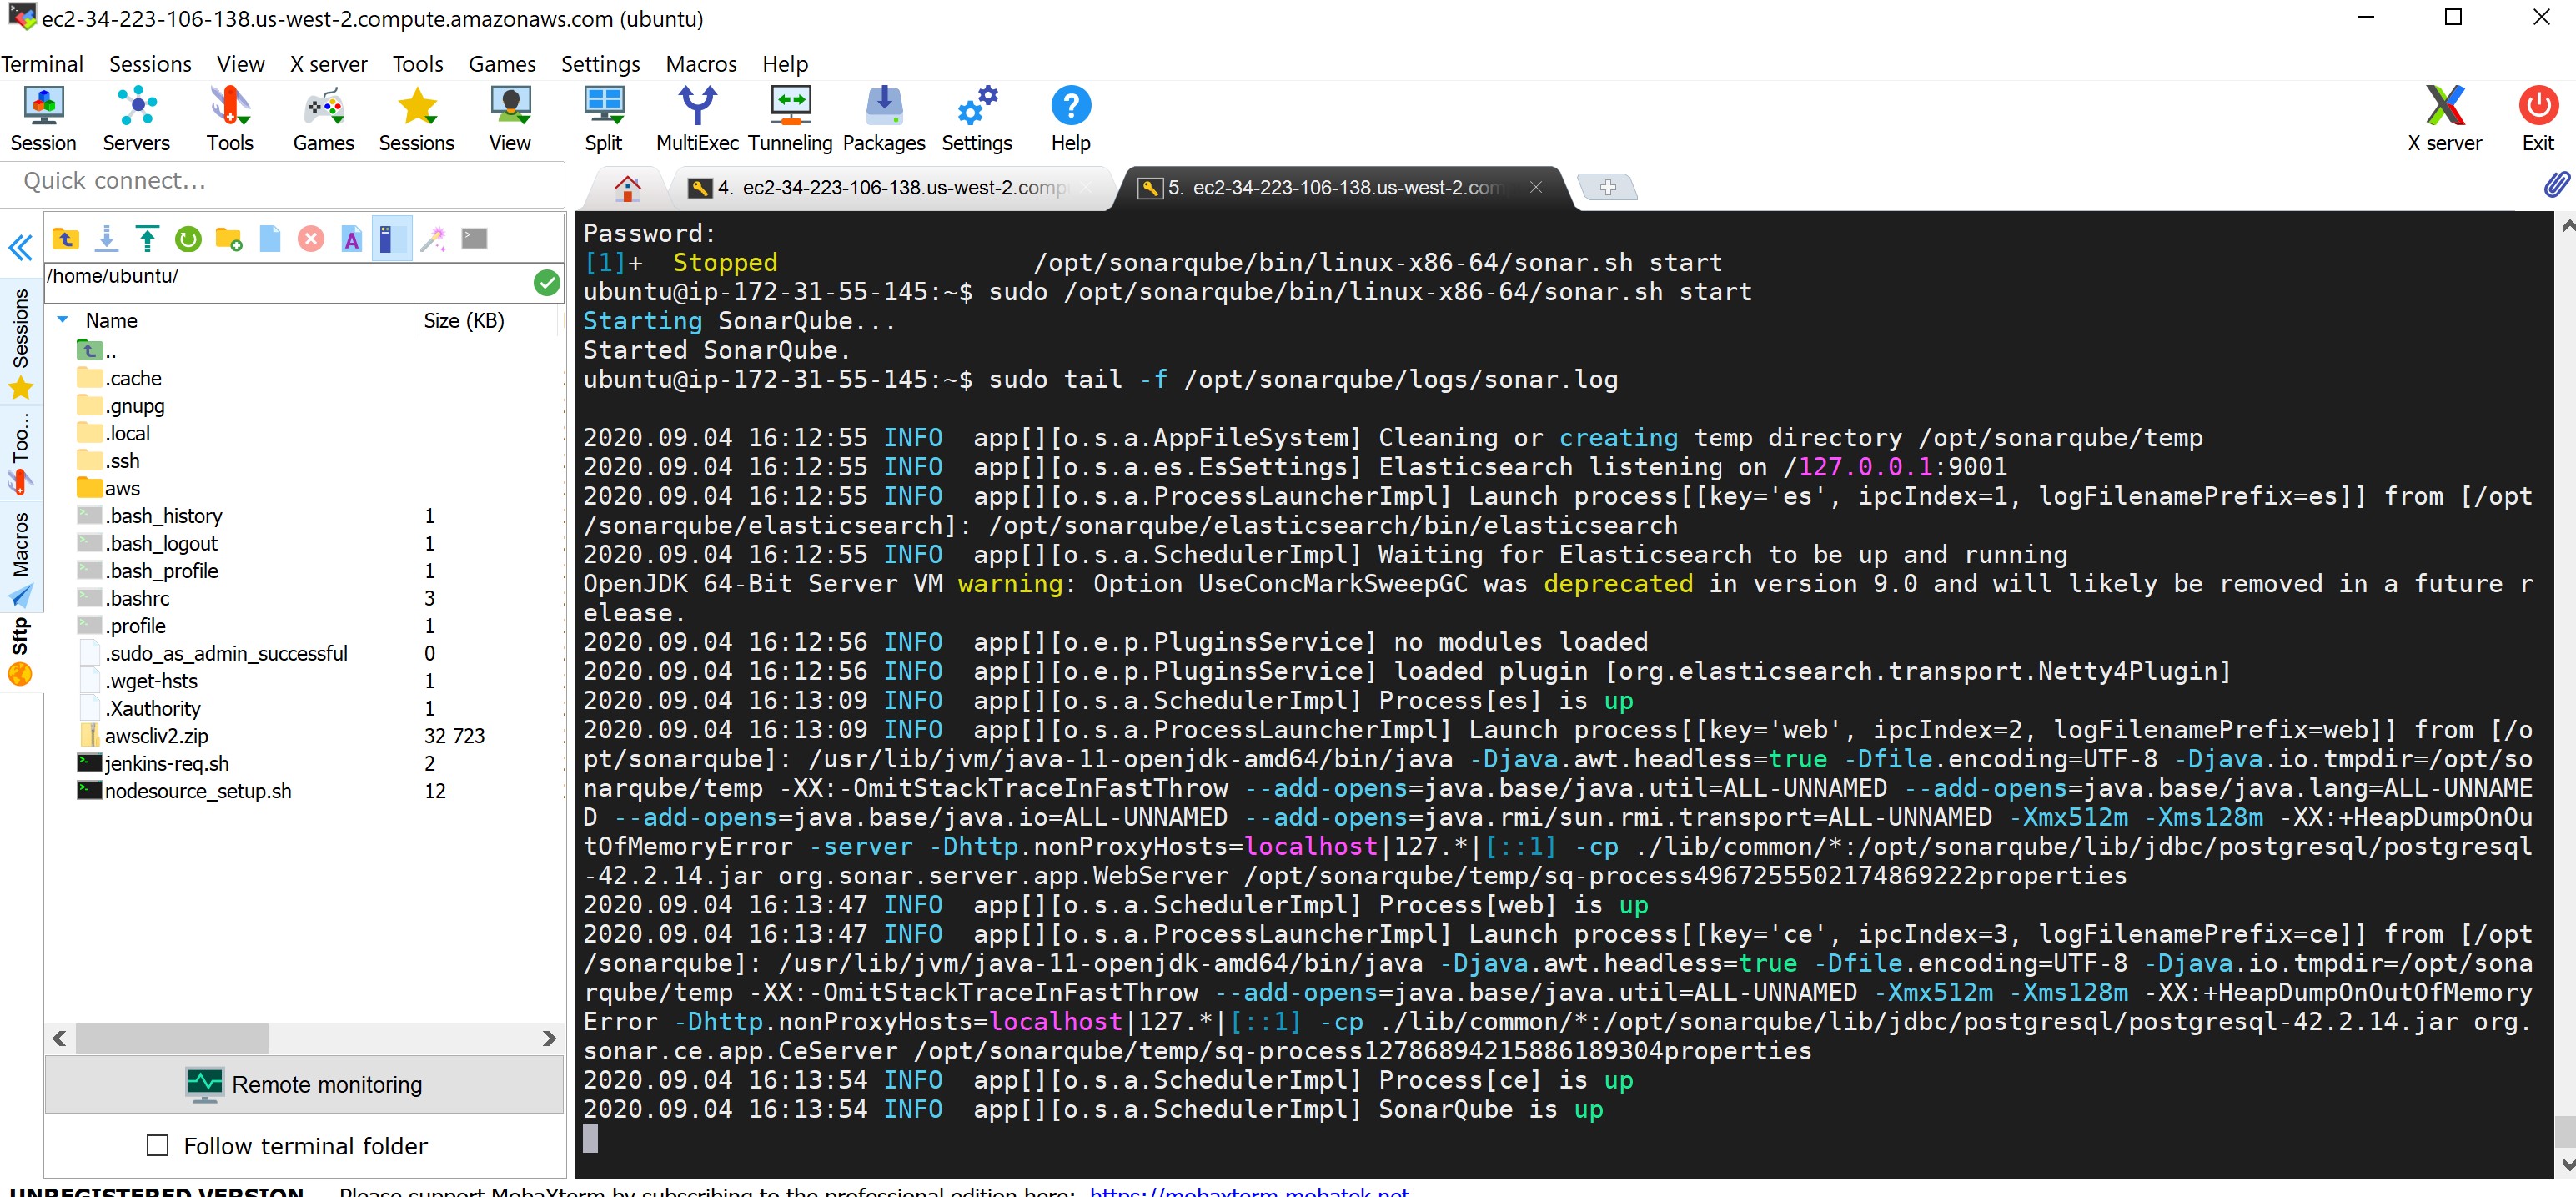 ec2-34-223-106-138.us-west-2.compute.amazonaws.com (ubuntu)
Terminal Sessions View X server Tools Games Settings Macros Help
Session Servers Tools Games Sessions View Split MultiExec Tunneling Packages Settings Help X server Exit
Quick connect...
4. ec2-34-223-106-138.us-west-2.comp
5. ec2-34-223-106-138.us-west-2.com
/home/ubuntu/
Name Size (KB)
..
.cache
.gnupg
.local
.ssh
aws
.bash_history 1
.bash_logout 1
.bash_profile 1
.bashrc 3
.profile 1
.sudo_as_admin_successful 0
.wget-hsts 1
.Xauthority 1
awscliv2.zip 32 723
jenkins-req.sh 2
nodesource_setup.sh 12
Sessions
Too...
Macros
Sftp
Remote monitoring
Follow terminal folder
Password:
[1]+  Stopped                 /opt/sonarqube/bin/linux-x86-64/sonar.sh start
ubuntu@ip-172-31-55-145:~$ sudo /opt/sonarqube/bin/linux-x86-64/sonar.sh start
Starting SonarQube...
Started SonarQube.
ubuntu@ip-172-31-55-145:~$ sudo tail -f /opt/sonarqube/logs/sonar.log
2020.09.04 16:12:55 INFO  app[][o.s.a.AppFileSystem] Cleaning or creating temp directory /opt/sonarqube/temp
2020.09.04 16:12:55 INFO  app[][o.s.a.es.EsSettings] Elasticsearch listening on /127.0.0.1:9001
2020.09.04 16:12:55 INFO  app[][o.s.a.ProcessLauncherImpl] Launch process[[key='es', ipcIndex=1, logFilenamePrefix=es]] from [/opt
/sonarqube/elasticsearch]: /opt/sonarqube/elasticsearch/bin/elasticsearch
2020.09.04 16:12:55 INFO  app[][o.s.a.SchedulerImpl] Waiting for Elasticsearch to be up and running
OpenJDK 64-Bit Server VM warning: Option UseConcMarkSweepGC was deprecated in version 9.0 and will likely be removed in a future r
elease.
2020.09.04 16:12:56 INFO  app[][o.e.p.PluginsService] no modules loaded
2020.09.04 16:12:56 INFO  app[][o.e.p.PluginsService] loaded plugin [org.elasticsearch.transport.Netty4Plugin]
2020.09.04 16:13:09 INFO  app[][o.s.a.SchedulerImpl] Process[es] is up
2020.09.04 16:13:09 INFO  app[][o.s.a.ProcessLauncherImpl] Launch process[[key='web', ipcIndex=2, logFilenamePrefix=web]] from [/o
pt/sonarqube]: /usr/lib/jvm/java-11-openjdk-amd64/bin/java -Djava.awt.headless=true -Dfile.encoding=UTF-8 -Djava.io.tmpdir=/opt/so
narqube/temp -XX:-OmitStackTraceInFastThrow --add-opens=java.base/java.util=ALL-UNNAMED --add-opens=java.base/java.lang=ALL-UNNAME
D --add-opens=java.base/java.io=ALL-UNNAMED --add-opens=java.rmi/sun.rmi.transport=ALL-UNNAMED -Xmx512m -Xms128m -XX:+HeapDumpOnOu
tOfMemoryError -server -Dhttp.nonProxyHosts=localhost|127.*|[::1] -cp ./lib/common/*:/opt/sonarqube/lib/jdbc/postgresql/postgresql
-42.2.14.jar org.sonar.server.app.WebServer /opt/sonarqube/temp/sq-process4967255502174869222properties
2020.09.04 16:13:47 INFO  app[][o.s.a.SchedulerImpl] Process[web] is up
2020.09.04 16:13:47 INFO  app[][o.s.a.ProcessLauncherImpl] Launch process[[key='ce', ipcIndex=3, logFilenamePrefix=ce]] from [/opt
/sonarqube]: /usr/lib/jvm/java-11-openjdk-amd64/bin/java -Djava.awt.headless=true -Dfile.encoding=UTF-8 -Djava.io.tmpdir=/opt/sona
rqube/temp -XX:-OmitStackTraceInFastThrow --add-opens=java.base/java.util=ALL-UNNAMED -Xmx512m -Xms128m -XX:+HeapDumpOnOutOfMemory
Error -Dhttp.nonProxyHosts=localhost|127.*|[::1] -cp ./lib/common/*:/opt/sonarqube/lib/jdbc/postgresql/postgresql-42.2.14.jar org.
sonar.ce.app.CeServer /opt/sonarqube/temp/sq-process12786894215886189304properties
2020.09.04 16:13:54 INFO  app[][o.s.a.SchedulerImpl] Process[ce] is up
2020.09.04 16:13:54 INFO  app[][o.s.a.SchedulerImpl] SonarQube is up
UNREGISTERED VERSION Please support MobaXterm by subscribing to the professional edition here: https://mobaxterm.mobatek.net